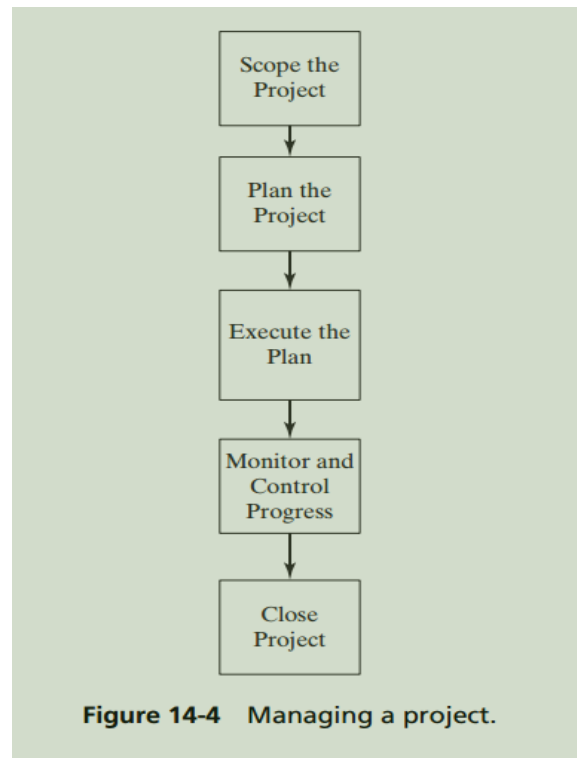 Scope the
Project
Plan the
Project
Execute the
Plan
Monitor and
Control
Progress
Close
Project
Figure 14-4 Managing a project.